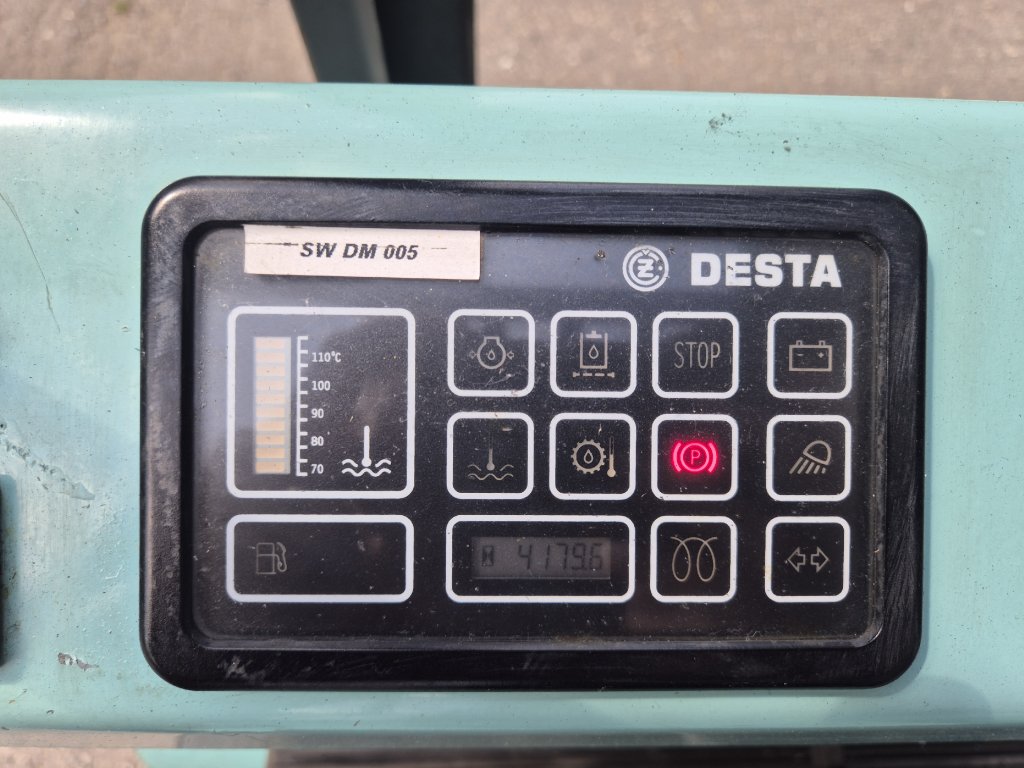 SW DM 005
DESTA
110°C
100
90
80
70
STOP
P
4179.6